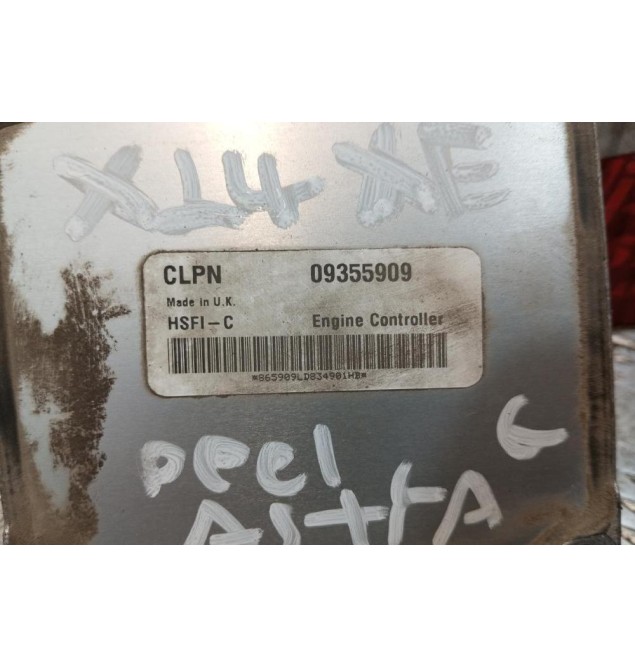 X14XE
CLPN 09355909
Made in U.K.
HSFI-C Engine Controller
*865909LD834901HB*
OPEl G
AStrA